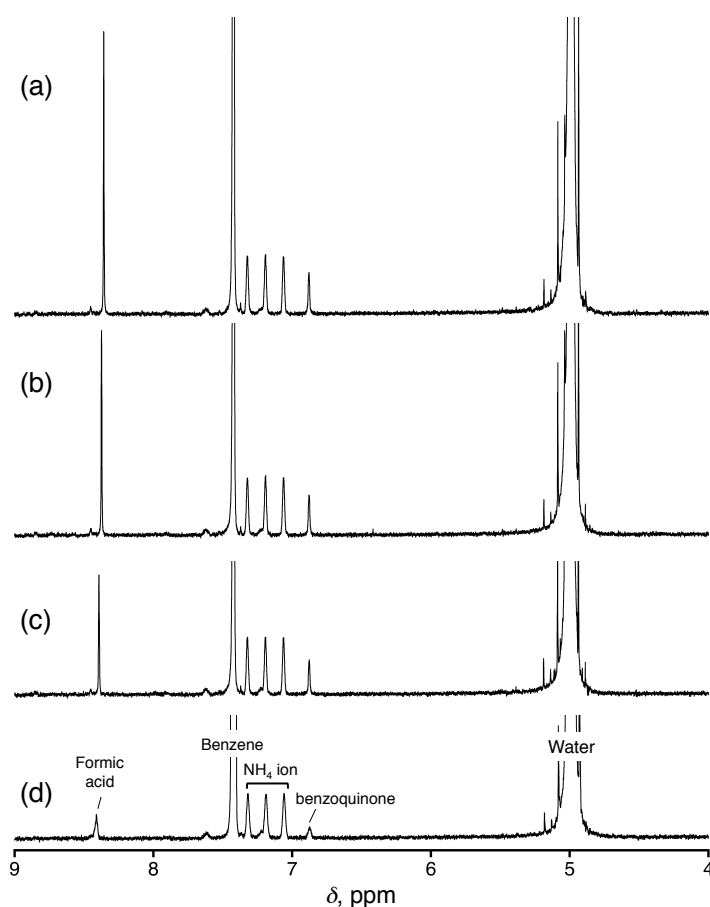 (a)
(b)
(c)
(d)
Formic
acid
Benzene
NH₄ ion
benzoquinone
Water
9 8 7 6 5 4
δ, ppm